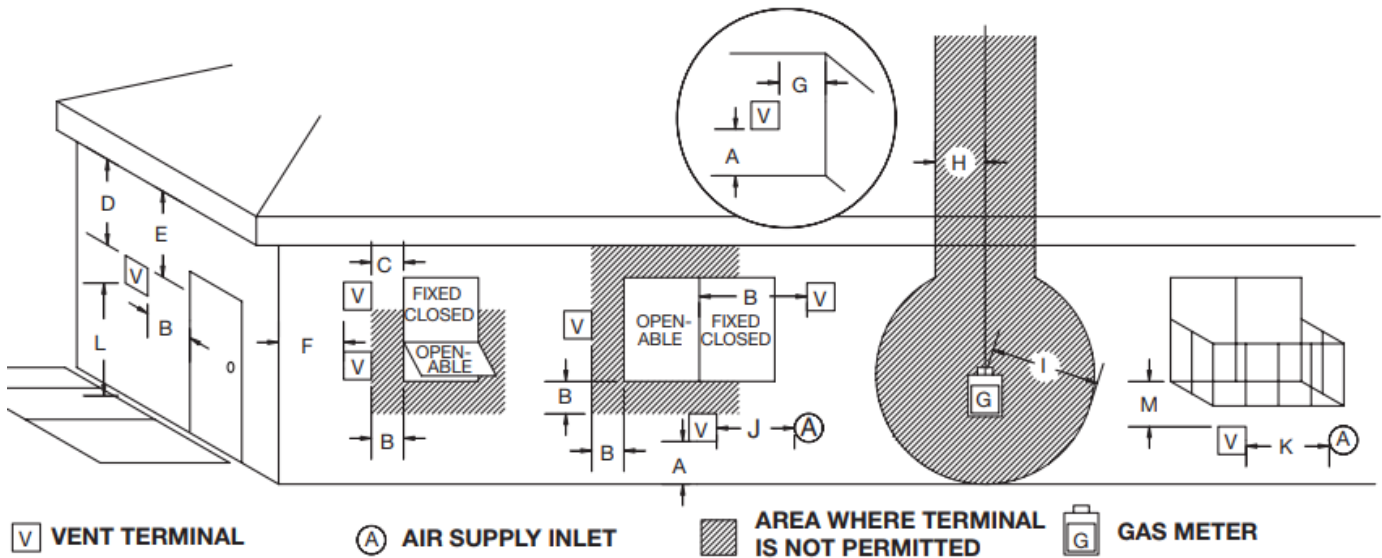 G
V
A
H
D
E
C
V
V
FIXED
CLOSED
B
L
F
OPEN-
ABLE
V
B
V
OPEN-
ABLE
FIXED
CLOSED
B
V
B
B
V
J
A
A
I
G
M
V
K
A
V VENT TERMINAL
A AIR SUPPLY INLET
AREA WHERE TERMINAL
IS NOT PERMITTED
G GAS METER